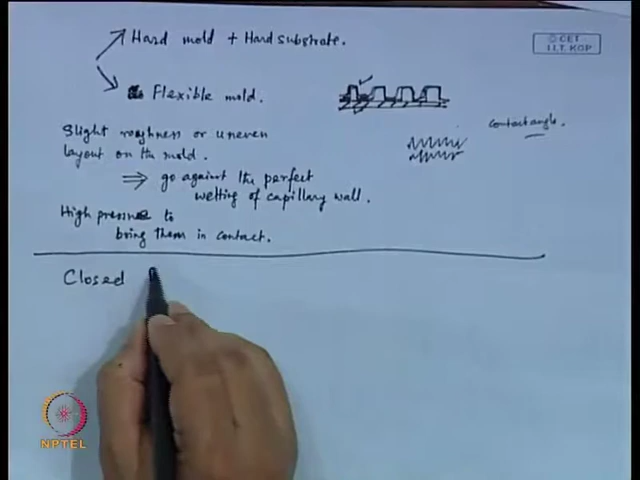 Hard mold + Hard substrate.
© CET
I.I.T. KGP
Flexible mold.
Slight roughness or uneven
layout on the mold.
contact angle.
⇒ go against the perfect
wetting of capillary wall.
High pressure to
bring them in contact.
Closed
NPTEL